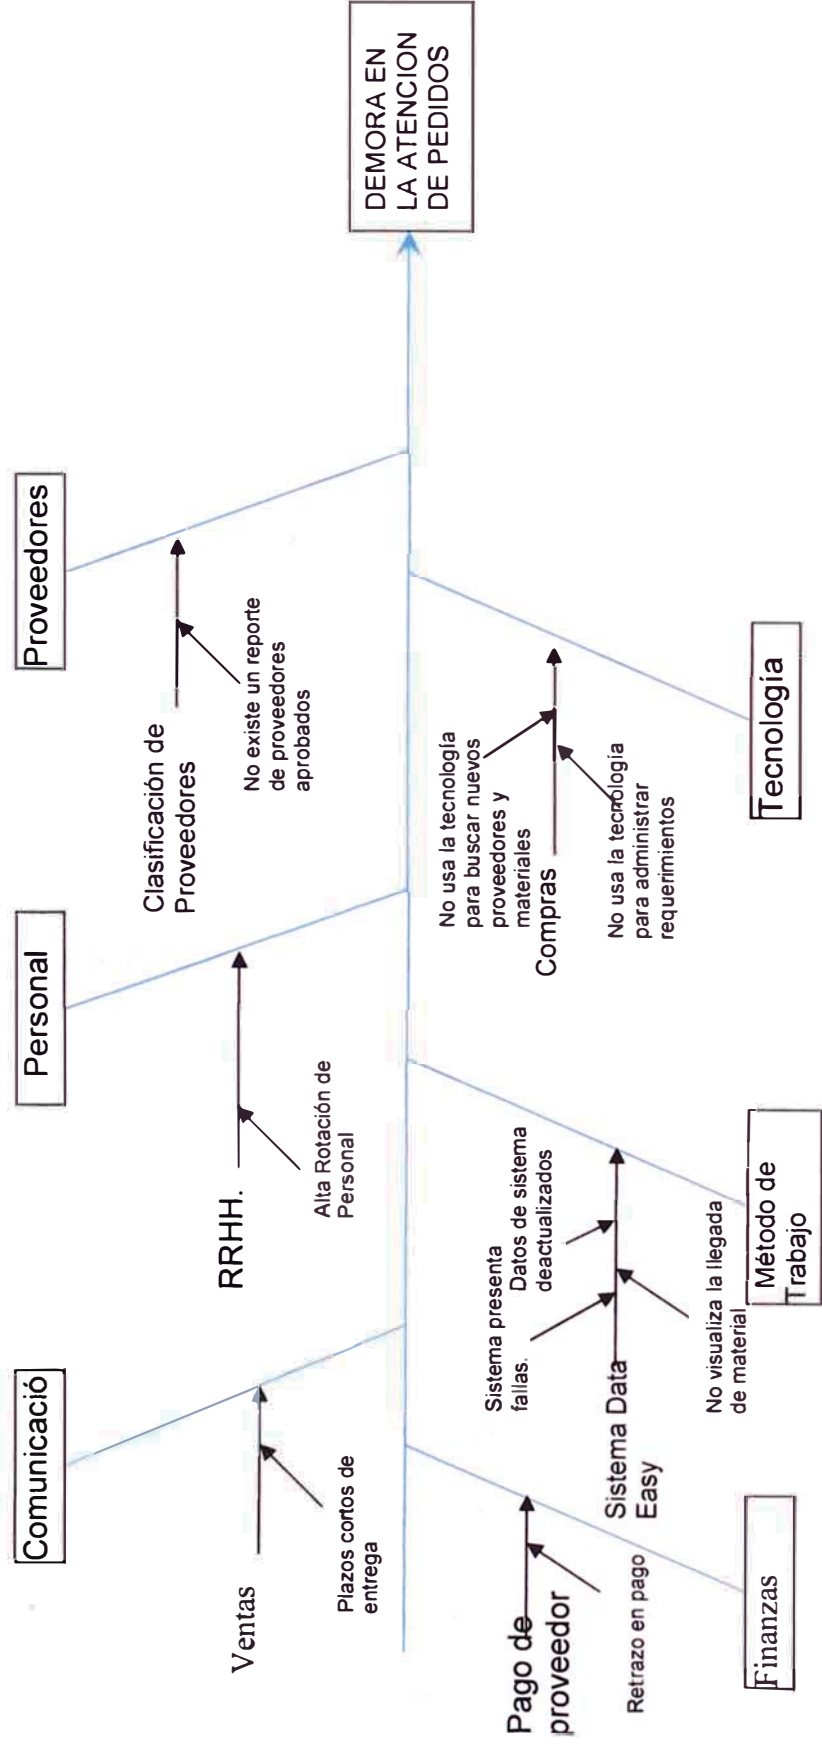 Comunicació
Personal
Proveedores
Ventas
Plazos cortos de
entrega
RRHH.
Alta Rotación de
Personal
Clasificación de
Proveedores
No existe un reporte
de proveedores
aprobados
DEMORA EN
LA ATENCION
DE PEDIDOS
Pago de
proveedor
Retrazo en pago
Sistema presenta
fallas.
Datos de sistema
deactualizados
Sistema Data
Easy
No visualiza la llegada
de material
No usa la tecnología
para buscar nuevos
proveedores y
materiales
Compras
No usa la tecnología
para administrar
requerimientos
Finanzas
Método de
Trabajo
Tecnología